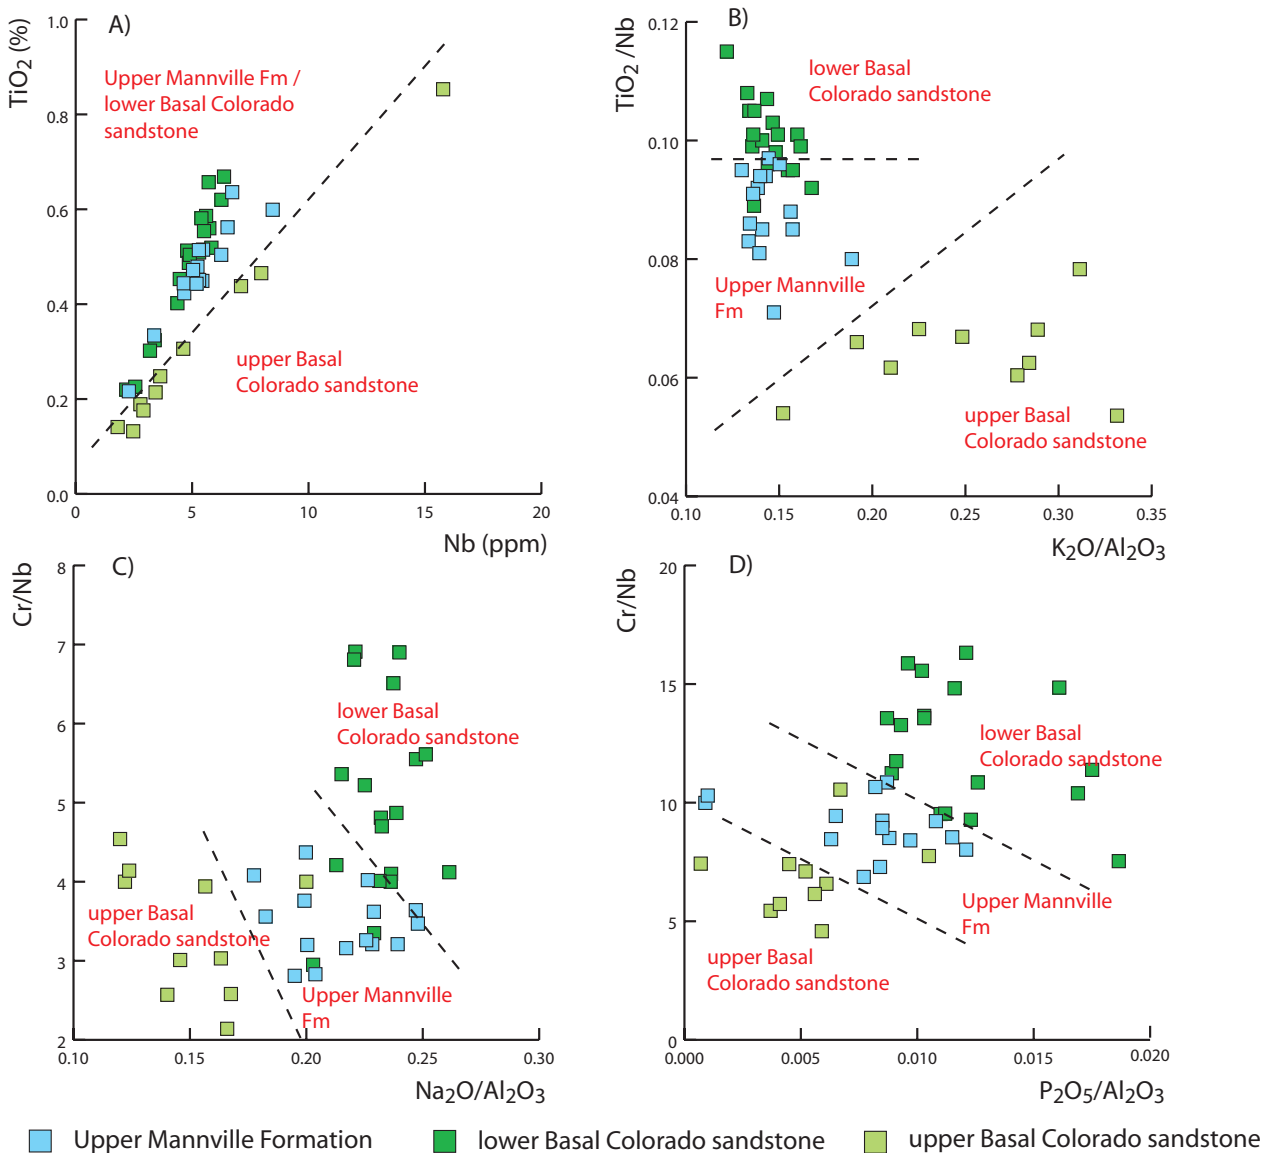 A)
TiO2 (%)
1.0
0.8
0.6
0.4
0.2
0.0
Upper Mannville Fm /
lower Basal Colorado
sandstone
upper Basal
Colorado sandstone
0
5
10
15
20
Nb (ppm)
B)
TiO2 /Nb
0.12
0.10
0.08
0.06
0.04
lower Basal
Colorado sandstone
Upper Mannville
Fm
upper Basal
Colorado sandstone
0.10
0.15
0.20
0.25
0.30
0.35
K2O/Al2O3
C)
Cr/Nb
8
7
6
5
4
3
2
lower Basal
Colorado sandstone
upper Basal
Colorado sandstone
Upper Mannville
Fm
0.10
0.15
0.20
0.25
0.30
Na2O/Al2O3
D)
Cr/Nb
20
15
10
5
0
lower Basal
Colorado sandstone
Upper Mannville
Fm
upper Basal
Colorado sandstone
0.000
0.005
0.010
0.015
0.020
P2O5/Al2O3
Upper Mannville Formation
lower Basal Colorado sandstone
upper Basal Colorado sandstone